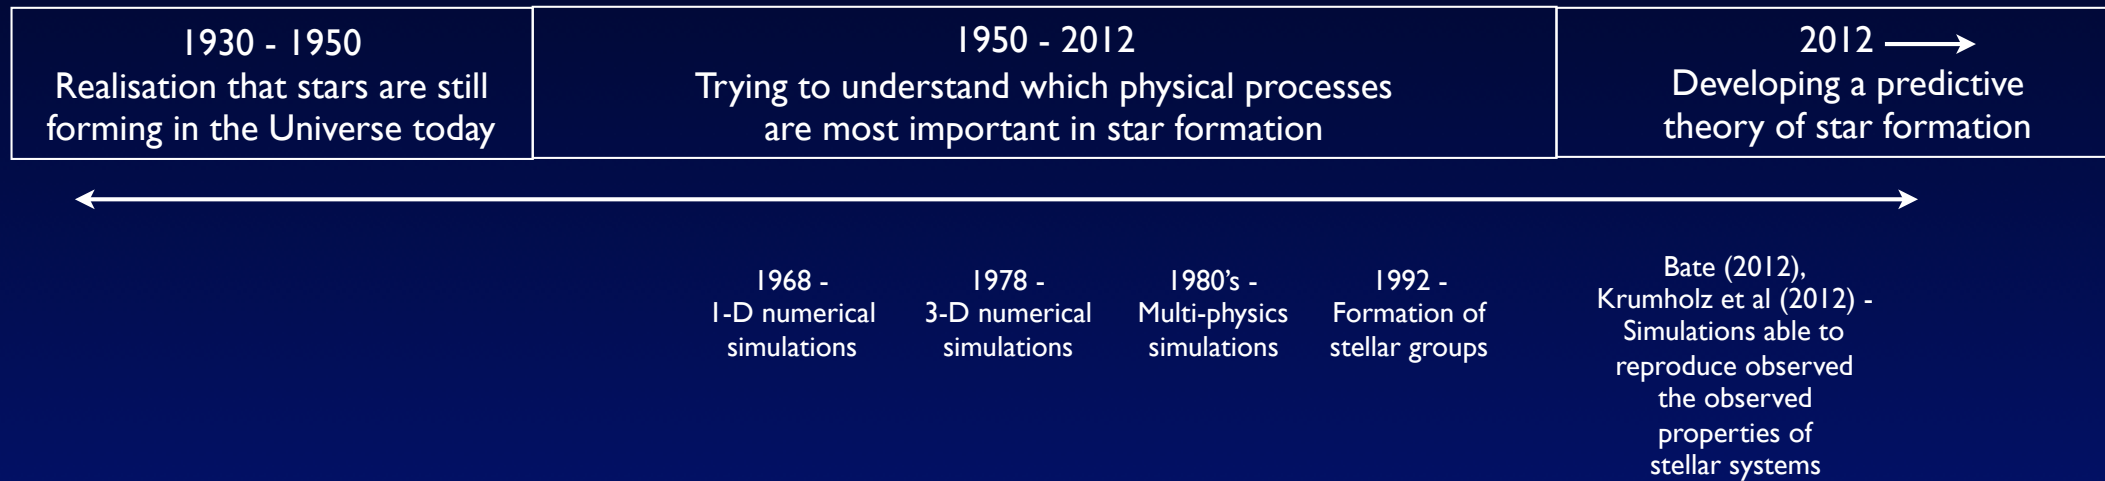 1930 - 1950
Realisation that stars are still
forming in the Universe today
1950 - 2012
Trying to understand which physical processes
are most important in star formation
2012
Developing a predictive
theory of star formation
1968 -
1-D numerical
simulations
1978 -
3-D numerical
simulations
1980's -
Multi-physics
simulations
1992 -
Formation of
stellar groups
Bate (2012),
Krumholz et al (2012) -
Simulations able to
reproduce observed
the observed
properties of
stellar systems